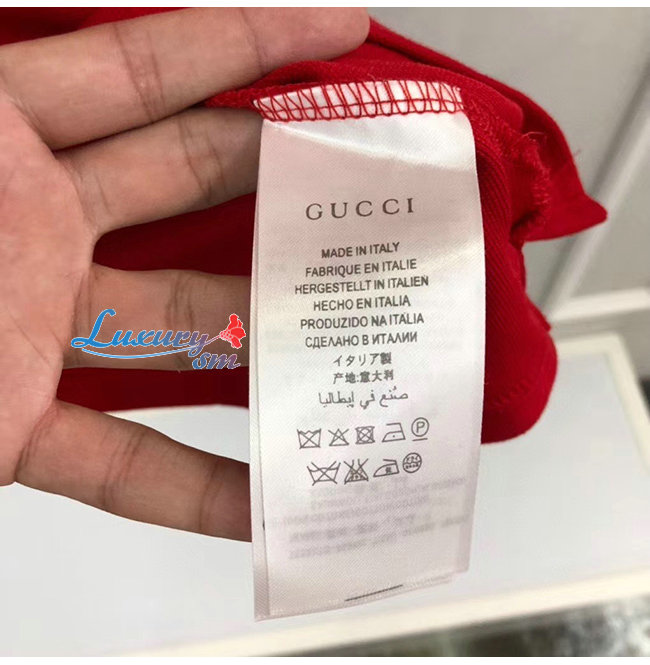 GUCCI
MADE IN ITALY
FABRIQUE EN ITALIE
HERGESTELLT IN ITALIEN
HECHO EN ITALIA
PRODUZIDO NA ITALIA
СДЕЛАНО В ИТАЛИИ
イタリア製
产地:意大利
صُنع في إيطاليا
P
Luxury
sm